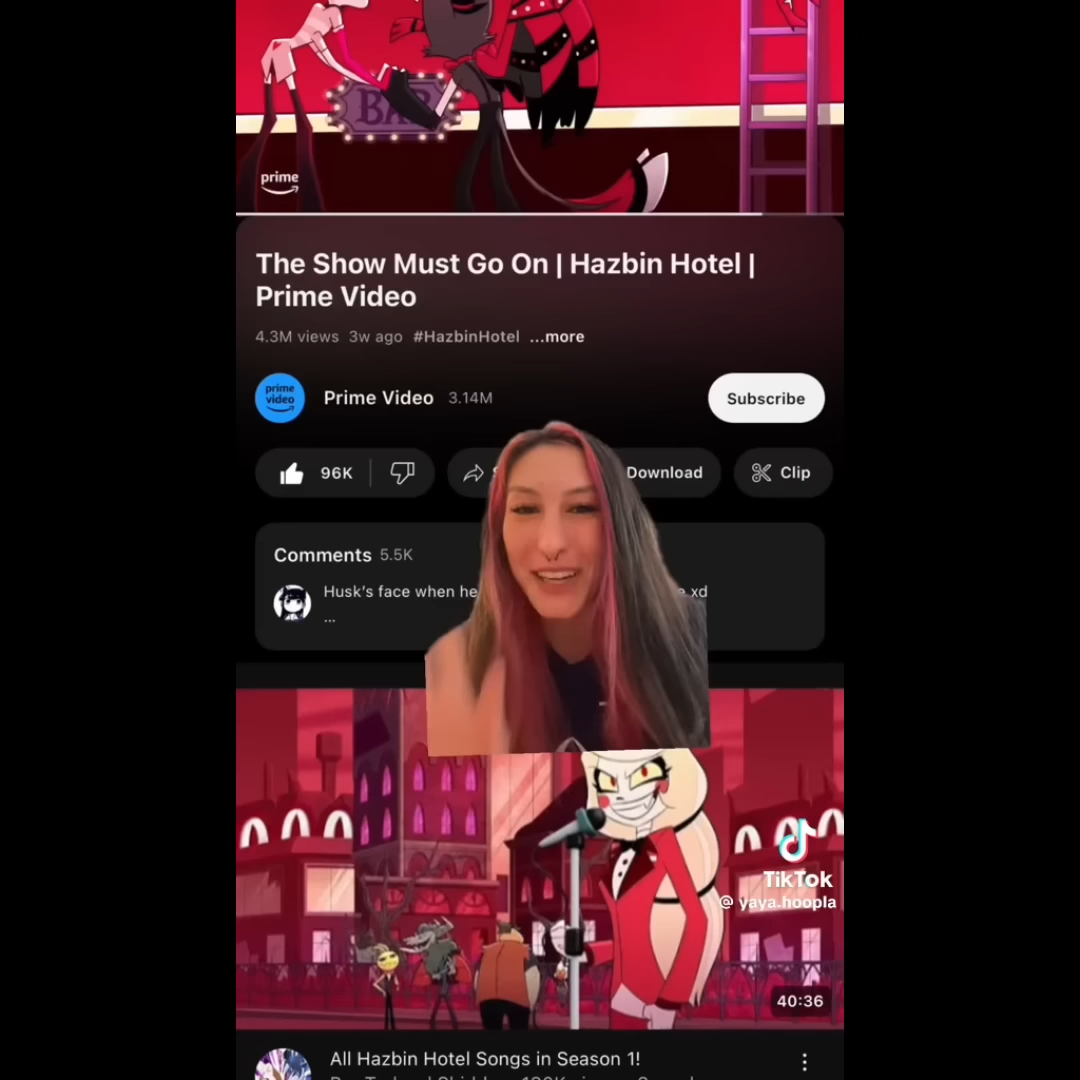 BAR
prime
The Show Must Go On | Hazbin Hotel |
Prime Video
4.3M views 3w ago #HazbinHotel ...more
prime
video
Prime Video 3.14M
Subscribe
96K
Download
Clip
Comments 5.5K
Husk's face when he
xd
...
TikTok
@ yaya.hoopla
40:36
All Hazbin Hotel Songs in Season 1!